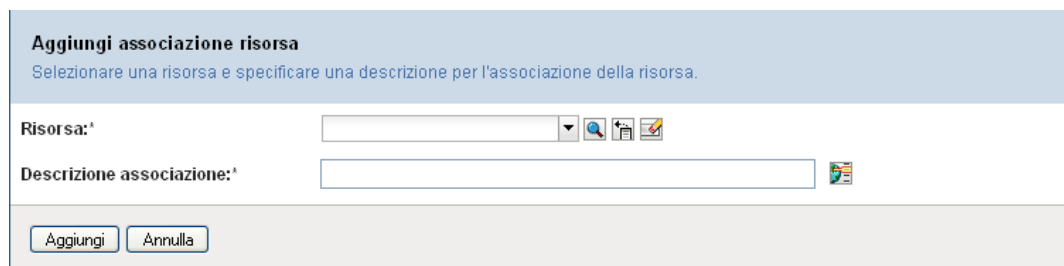 Aggiungi associazione risorsa
Selezionare una risorsa e specificare una descrizione per l'associazione della risorsa.
Risorsa:*
Descrizione associazione:*
Aggiungi Annulla